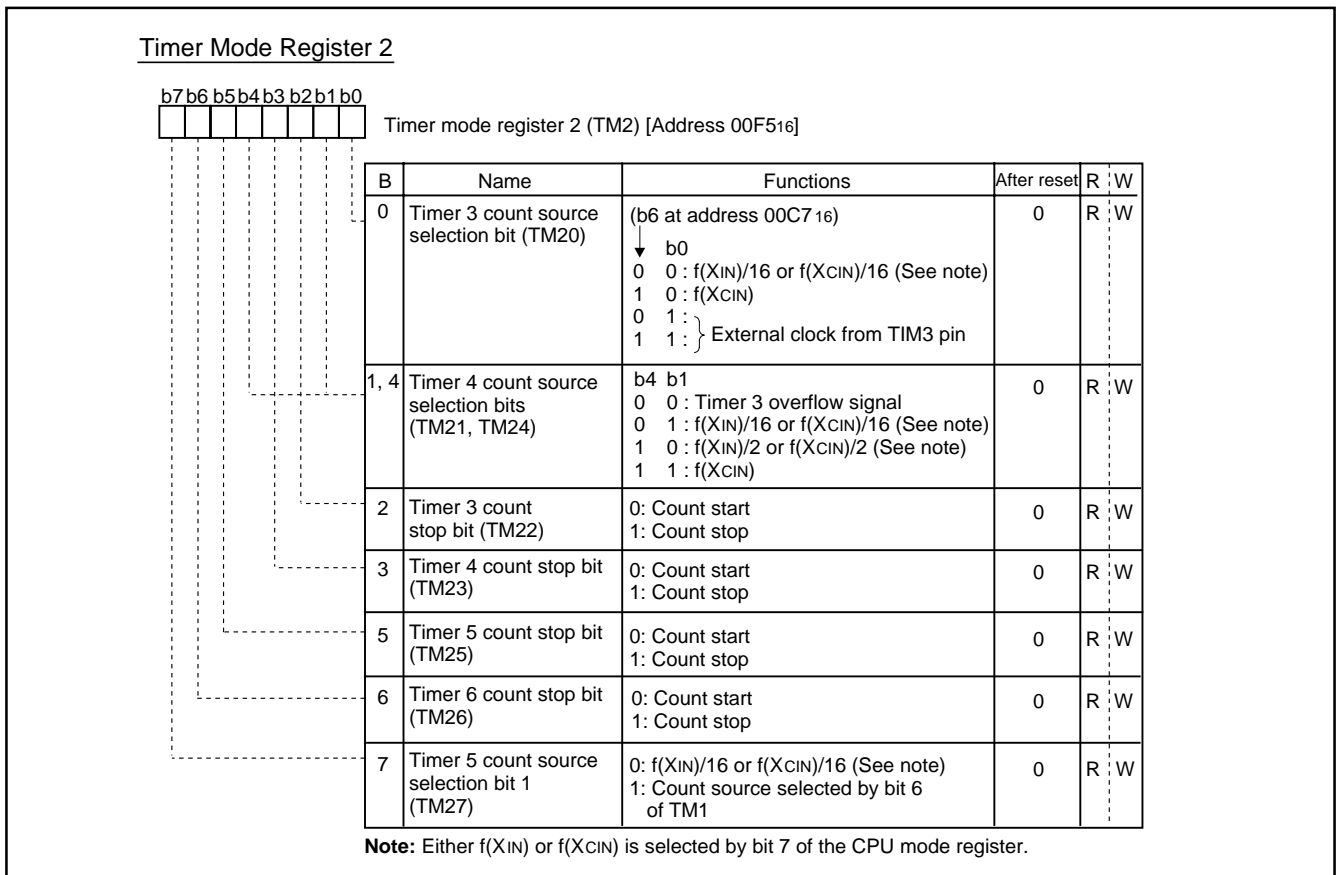 Timer Mode Register 2
b7 b6 b5 b4 b3 b2 b1 b0
Timer mode register 2 (TM2) [Address 00F516]
B Name Functions After reset R W
0 Timer 3 count source selection bit (TM20)
(b6 at address 00C716)
b0
0 0 : f(XIN)/16 or f(XCIN)/16 (See note)
1 0 : f(XCIN)
0 1 :
1 1 : External clock from TIM3 pin
0 R W
1, 4 Timer 4 count source selection bits (TM21, TM24)
b4 b1
0 0 : Timer 3 overflow signal
0 1 : f(XIN)/16 or f(XCIN)/16 (See note)
1 0 : f(XIN)/2 or f(XCIN)/2 (See note)
1 1 : f(XCIN)
0 R W
2 Timer 3 count stop bit (TM22)
0: Count start
1: Count stop
0 R W
3 Timer 4 count stop bit (TM23)
0: Count start
1: Count stop
0 R W
5 Timer 5 count stop bit (TM25)
0: Count start
1: Count stop
0 R W
6 Timer 6 count stop bit (TM26)
0: Count start
1: Count stop
0 R W
7 Timer 5 count source selection bit 1 (TM27)
0: f(XIN)/16 or f(XCIN)/16 (See note)
1: Count source selected by bit 6 of TM1
0 R W
Note: Either f(XIN) or f(XCIN) is selected by bit 7 of the CPU mode register.